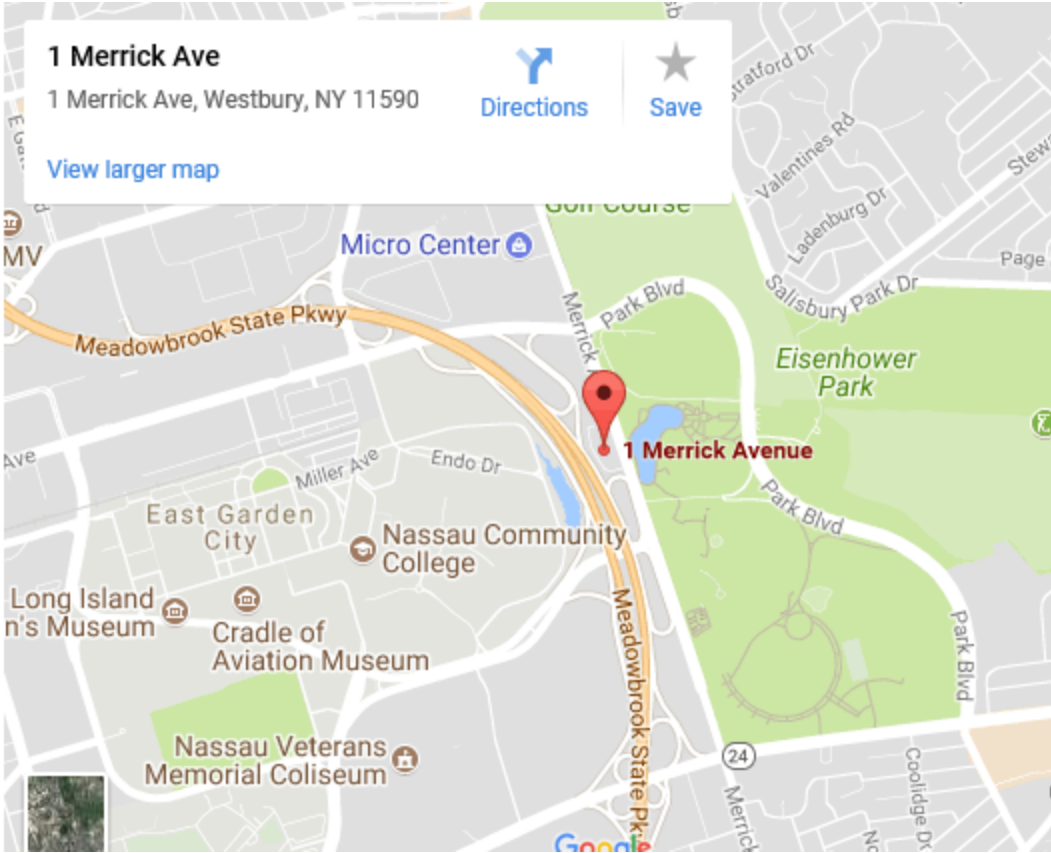 1 Merrick Ave
1 Merrick Ave, Westbury, NY 11590
View larger map
Directions
Save
Stratford Dr
Valentines Rd
Ladenburg Dr
Page
Golf Course
Micro Center
MV
Merrick
Park Blvd
Salisbury Park Dr
Meadowbrook State Pkwy
Eisenhower
Park
1 Merrick Avenue
Ave
Miller Ave
Endo Dr
Park Blvd
East Garden
City
Nassau Community
College
Long Island
n's Museum
Cradle of
Aviation Museum
Meadowbrook State Pkw
Park Blvd
Nassau Veterans
Memorial Coliseum
24
Merrick
Coolidge Dr
No
Google